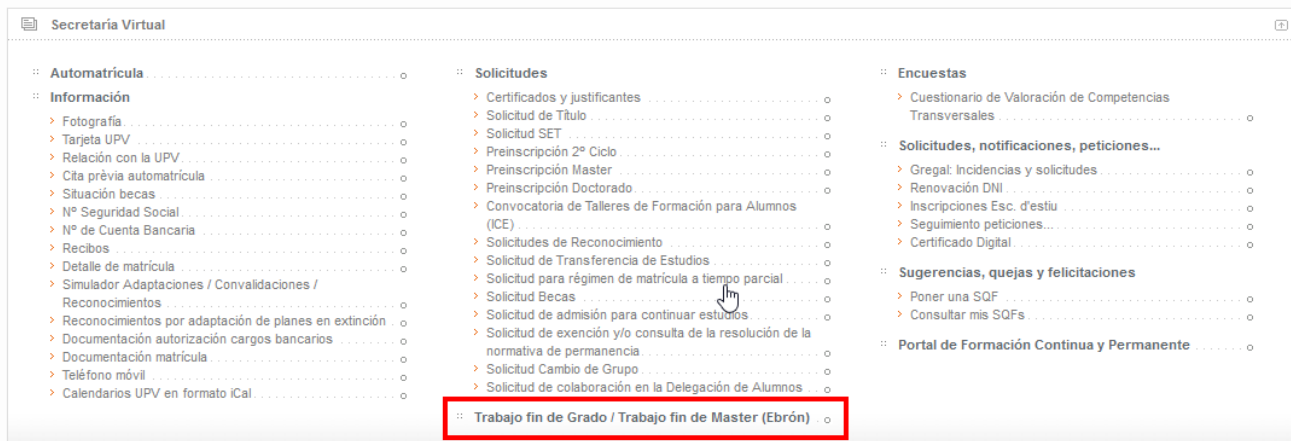 Secretaría Virtual
Automatrícula
Información
Fotografía
Tarjeta UPV
Relación con la UPV
Cita prèvia automatrícula
Situación becas
Nº Seguridad Social
Nº de Cuenta Bancaria
Recibos
Detalle de matrícula
Simulador Adaptaciones / Convalidaciones /
Reconocimientos
Reconocimientos por adaptación de planes en extinción
Documentación autorización cargos bancarios
Documentación matrícula
Teléfono móvil
Calendarios UPV en formato iCal
Solicitudes
Certificados y justificantes
Solicitud de Título
Solicitud SET
Preinscripción 2º Ciclo
Preinscripción Master
Preinscripción Doctorado
Convocatoria de Talleres de Formación para Alumnos
(ICE)
Solicitudes de Reconocimiento
Solicitud de Transferencia de Estudios
Solicitud para régimen de matrícula a tiempo parcial
Solicitud Becas
Solicitud de admisión para continuar estudios
Solicitud de exención y/o consulta de la resolución de la
normativa de permanencia
Solicitud Cambio de Grupo
Solicitud de colaboración en la Delegación de Alumnos
Trabajo fin de Grado / Trabajo fin de Master (Ebrón)
Encuestas
Cuestionario de Valoración de Competencias
Transversales
Solicitudes, notificaciones, peticiones...
Gregal: Incidencias y solicitudes
Renovación DNI
Inscripciones Esc. d'estiu
Seguimiento peticiones...
Certificado Digital
Sugerencias, quejas y felicitaciones
Poner una SQF
Consultar mis SQFs
Portal de Formación Continua y Permanente